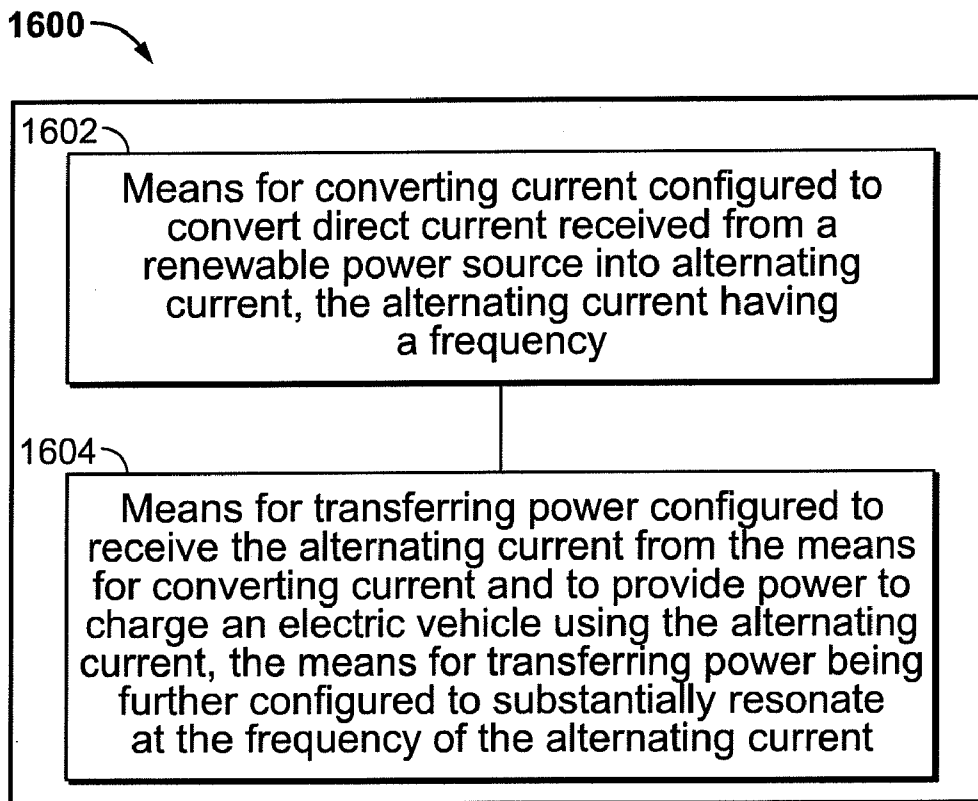 1600
1602
Means for converting current configured to
convert direct current received from a
renewable power source into alternating
current, the alternating current having
a frequency
1604
Means for transferring power configured to
receive the alternating current from the means
for converting current and to provide power to
charge an electric vehicle using the alternating
current, the means for transferring power being
further configured to substantially resonate
at the frequency of the alternating current